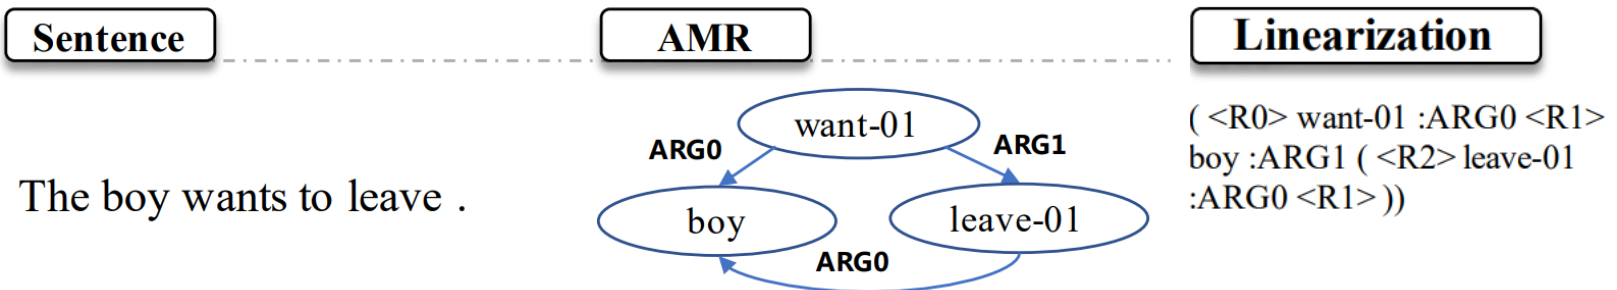 Sentence
AMR
Linearization
The boy wants to leave .
want-01
ARG0
ARG1
boy
leave-01
ARG0
( <R0> want-01 :ARG0 <R1>
boy :ARG1 ( <R2> leave-01
:ARG0 <R1> ))